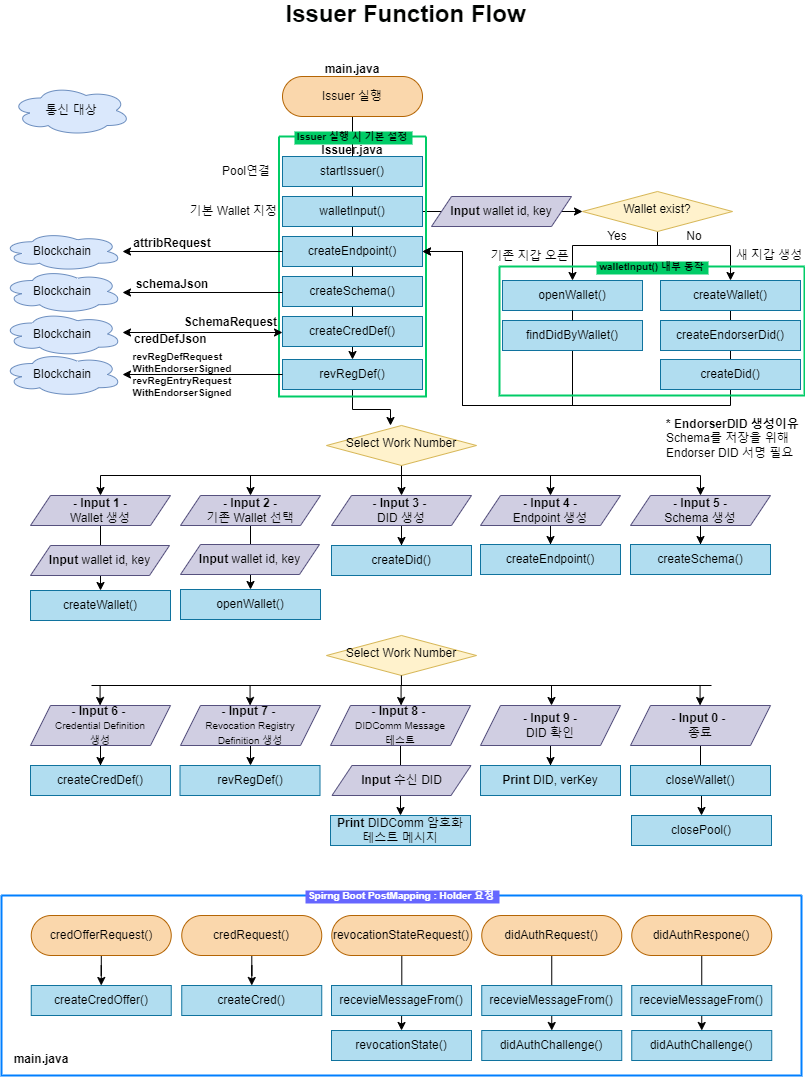 Issuer Function Flow
main.java
Issuer 실행
통신 대상
Issuer 실행 시 기본 설정
Issuer.java
Pool연결
startIssuer()
기본 Wallet 지정
walletInput()
Input wallet id, key
Wallet exist?
Yes
No
Blockchain
attribRequest
createEndpoint()
기존 지갑 오픈
새 지갑 생성
walletInput() 내부 동작
Blockchain
schemaJson
createSchema()
openWallet()
createWallet()
Blockchain
SchemaRequest
credDefJson
createCredDef()
findDidByWallet()
createEndorserDid()
Blockchain
revRegDefRequest
WithEndorserSigned
revRegEntryRequest
WithEndorserSigned
revRegDef()
createDid()
* EndorserDID 생성이유
Schema를 저장을 위해
Endorser DID 서명 필요
Select Work Number
- Input 1 -
Wallet 생성
- Input 2 -
기존 Wallet 선택
- Input 3 -
DID 생성
- Input 4 -
Endpoint 생성
- Input 5 -
Schema 생성
Input wallet id, key
Input wallet id, key
createDid()
createEndpoint()
createSchema()
createWallet()
openWallet()
Select Work Number
- Input 6 -
Credential Definition
생성
- Input 7 -
Revocation Registry
Definition 생성
- Input 8 -
DIDComm Message
테스트
- Input 9 -
DID 확인
- Input 0 -
종료
createCredDef()
revRegDef()
Input 수신 DID
Print DID, verKey
closeWallet()
Print DIDComm 암호화
테스트 메시지
closePool()
Spirng Boot PostMapping : Holder 요청
credOfferRequest()
credRequest()
revocationStateRequest()
didAuthRequest()
didAuthRespone()
createCredOffer()
createCred()
recevieMessageFrom()
recevieMessageFrom()
recevieMessageFrom()
revocationState()
didAuthChallenge()
didAuthChallenge()
main.java